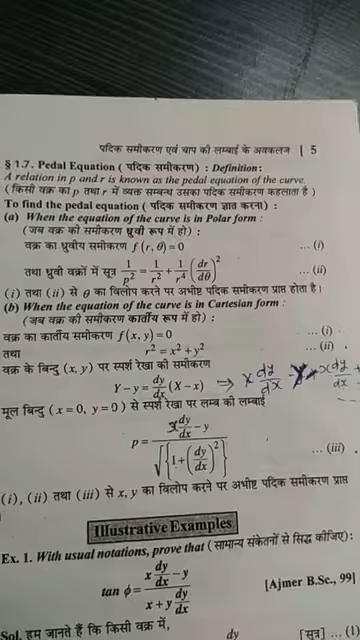 पदिक समीकरण एवं चाप की लम्बाई के अवकलन | 5
§ 1.7. Pedal Equation ( पदिक समीकरण) : Definition:
A relation in p and r is known as the pedal equation of the curve.
(किसी वक्र का p तथा r में व्यक्त सम्बन्ध उसका पदिक समीकरण कहलाता है )
To find the pedal equation ( पदिक समीकरण ज्ञात करना) :
(a) When the equation of the curve is in Polar form :
(जब वक्र की समीकरण ध्रुवी रूप में हो) :
वक्र का ध्रुवीय समीकरण f (r, θ) = 0 ... (i)
तथा ध्रुवी वक्रों में सूत्र 1/p² = 1/r² + 1/r⁴ (dr/dθ)² ... (ii)
(i) तथा (ii) से θ का विलोप करने पर अभीष्ट पदिक समीकरण प्राप्त होता है।
(b) When the equation of the curve is in Cartesian form :
(जब वक्र की समीकरण कार्तीय रूप में हो) :
वक्र का कार्तीय समीकरण f(x, y) = 0 ... (i)
तथा r² = x² + y² ... (ii)
वक्र के बिन्दु (x, y) पर स्पर्श रेखा की समीकरण
Y – y = dy/dx (X – x) ⇒ x dy/dx
मूल बिन्दु (x = 0, y = 0) से स्पर्श रेखा पर लम्ब की लम्बाई
p = (x dy/dx – y) / √{1 + (dy/dx)²} ... (iii)
(i), (ii) तथा (iii) से x, y का विलोप करने पर अभीष्ट पदिक समीकरण प्राप्त
Illustrative Examples
Ex. 1. With usual notations, prove that (सामान्य संकेतनों से सिद्ध कीजिए):
tan φ = (x dy/dx – y) / (x + y dy/dx) [Ajmer B.Sc., 99]
Sol. हम जानते हैं कि किसी वक्र में, dy [सूत्र] ... (1)